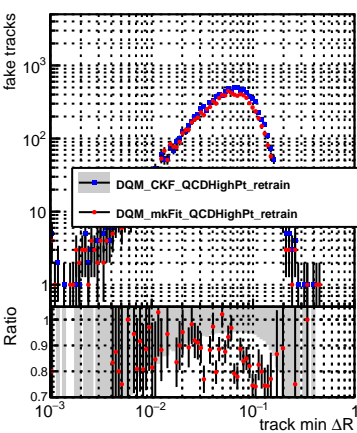 fake tracks
10³
10²
DQM_CKF_QCDHighPt_retrain
DQM_mkFit_QCDHighPt_retrain
10
1
Ratio
1
0.9
0.8
0.7
10⁻³ 10⁻² 10⁻¹ 1
track min ΔR